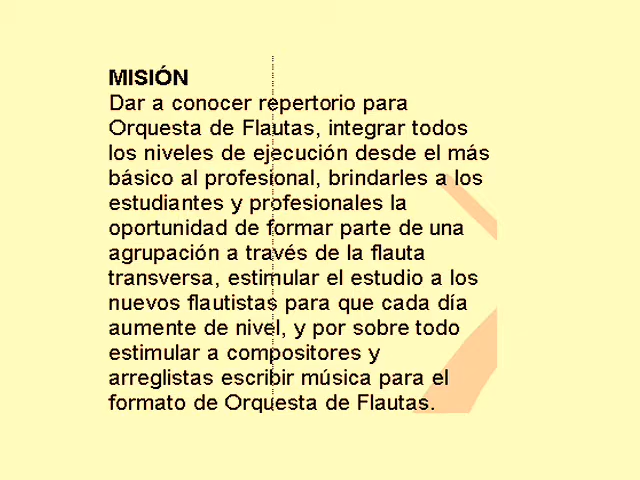 MISIÓN
Dar a conocer repertorio para
Orquesta de Flautas, integrar todos
los niveles de ejecución desde el más
básico al profesional, brindarles a los
estudiantes y profesionales la
oportunidad de formar parte de una
agrupación a través de la flauta
transversa, estimular el estudio a los
nuevos flautistas para que cada día
aumente de nivel, y por sobre todo
estimular a compositores y
arreglistas escribir música para el
formato de Orquesta de Flautas.